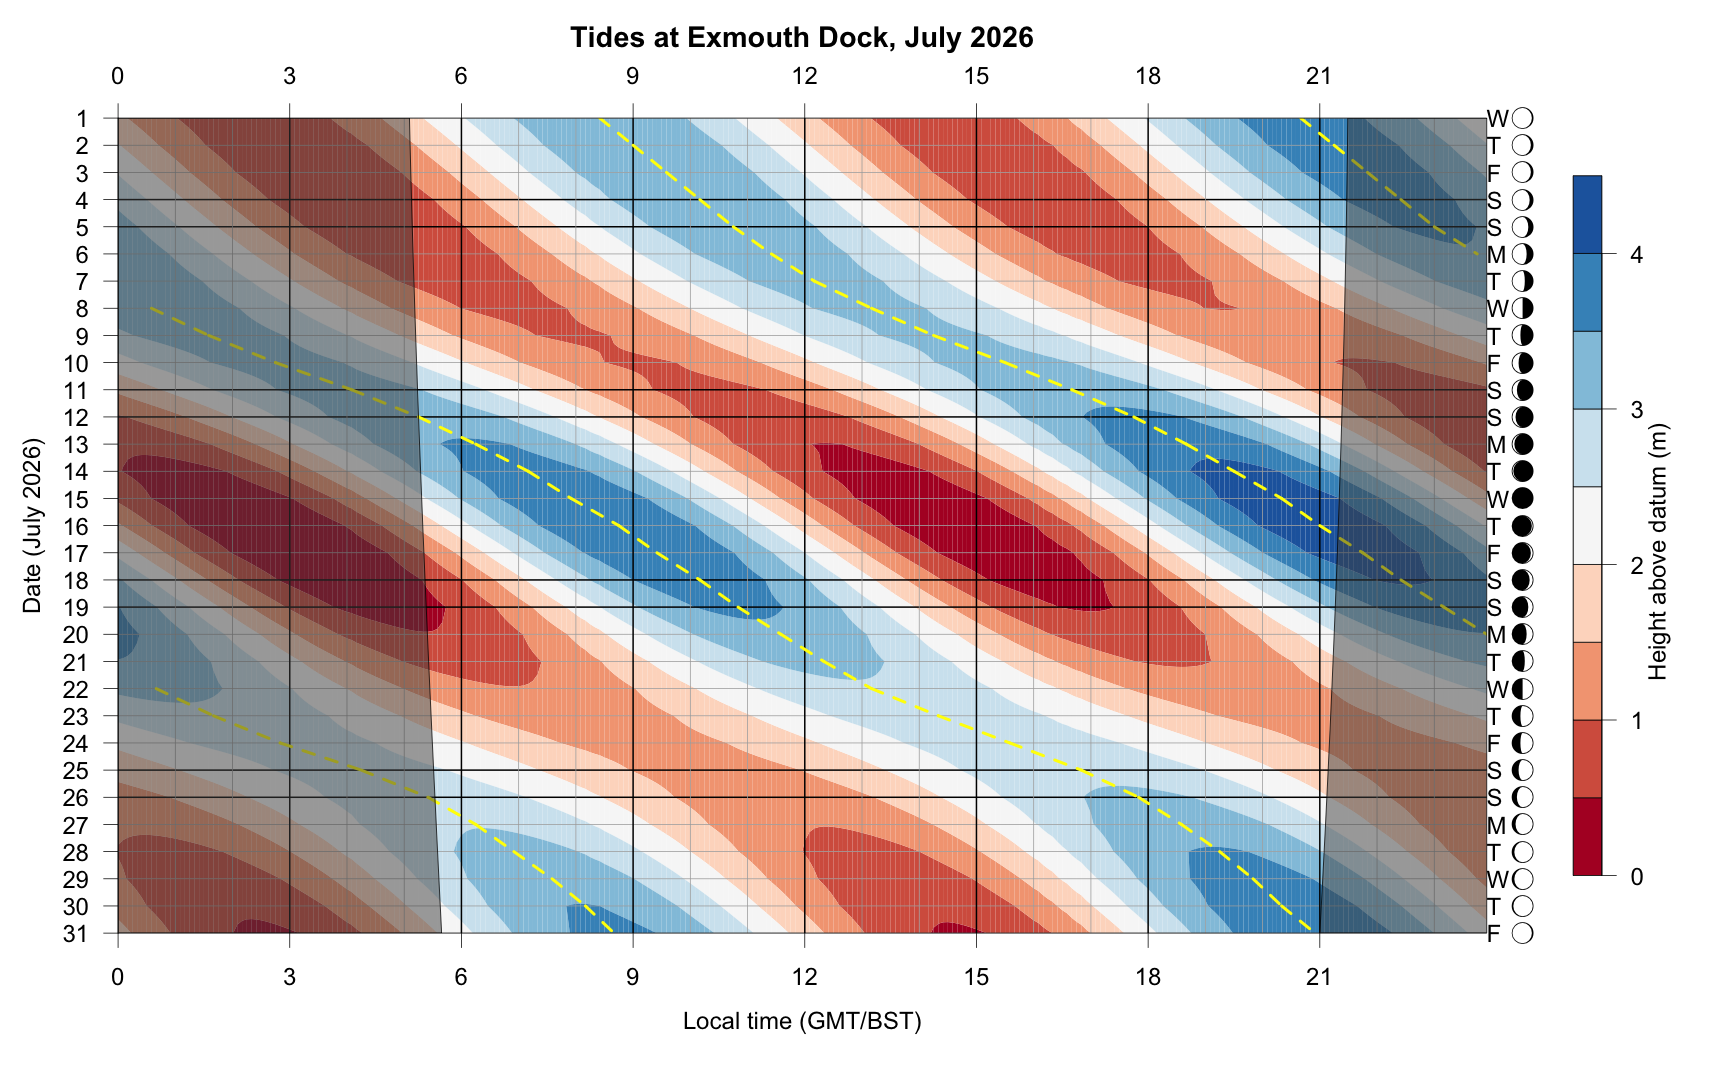 Tides at Exmouth Dock, July 2026
0 3 6 9 12 15 18 21
1 W
2 T
3 F
4 S
5 S
6 M
7 T
8 W
9 T
10 F
11 S
12 S
13 M
14 T
15 W
16 T
17 F
18 S
19 S
20 M
21 T
22 W
23 T
24 F
25 S
26 S
27 M
28 T
29 W
30 T
31 F
0 3 6 9 12 15 18 21
Local time (GMT/BST)
Date (July 2026)
4
3
2
1
0
Height above datum (m)